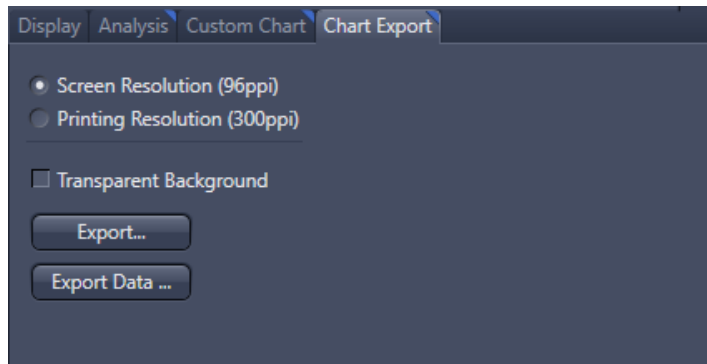 Display Analysis Custom Chart Chart Export
Screen Resolution (96ppi)
Printing Resolution (300ppi)
Transparent Background
Export...
Export Data ...